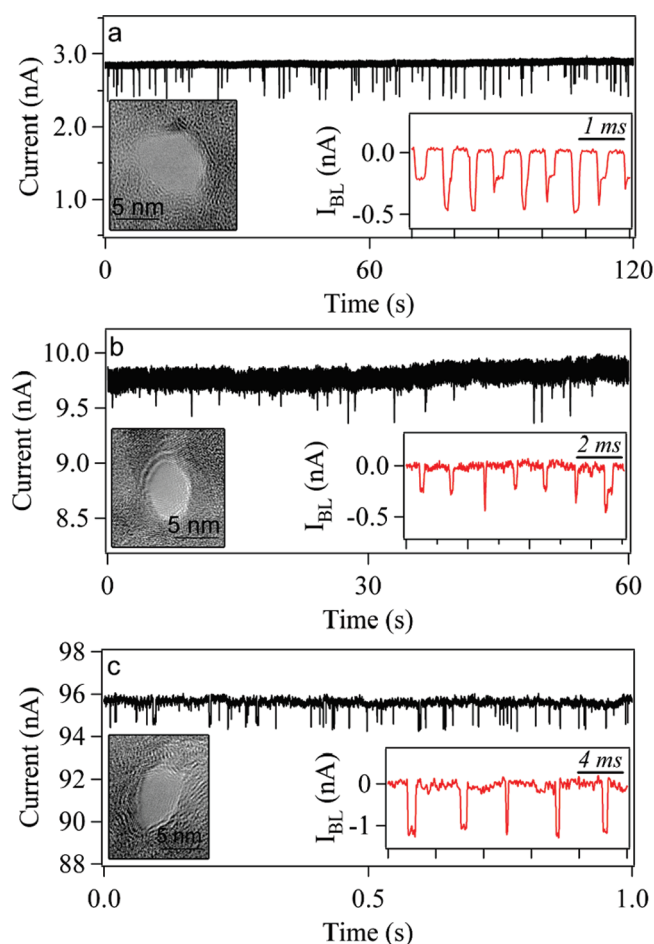 a
Current (nA)
3.0
2.0
1.0
5 nm
I_BL (nA)
0.0
-0.5
1 ms
0
60
120
Time (s)
b
Current (nA)
10.0
9.5
9.0
8.5
5 nm
I_BL (nA)
0.0
-0.5
2 ms
0
30
60
Time (s)
c
Current (nA)
98
96
94
92
90
88
5 nm
I_BL (nA)
0
-1
4 ms
0.0
0.5
1.0
Time (s)